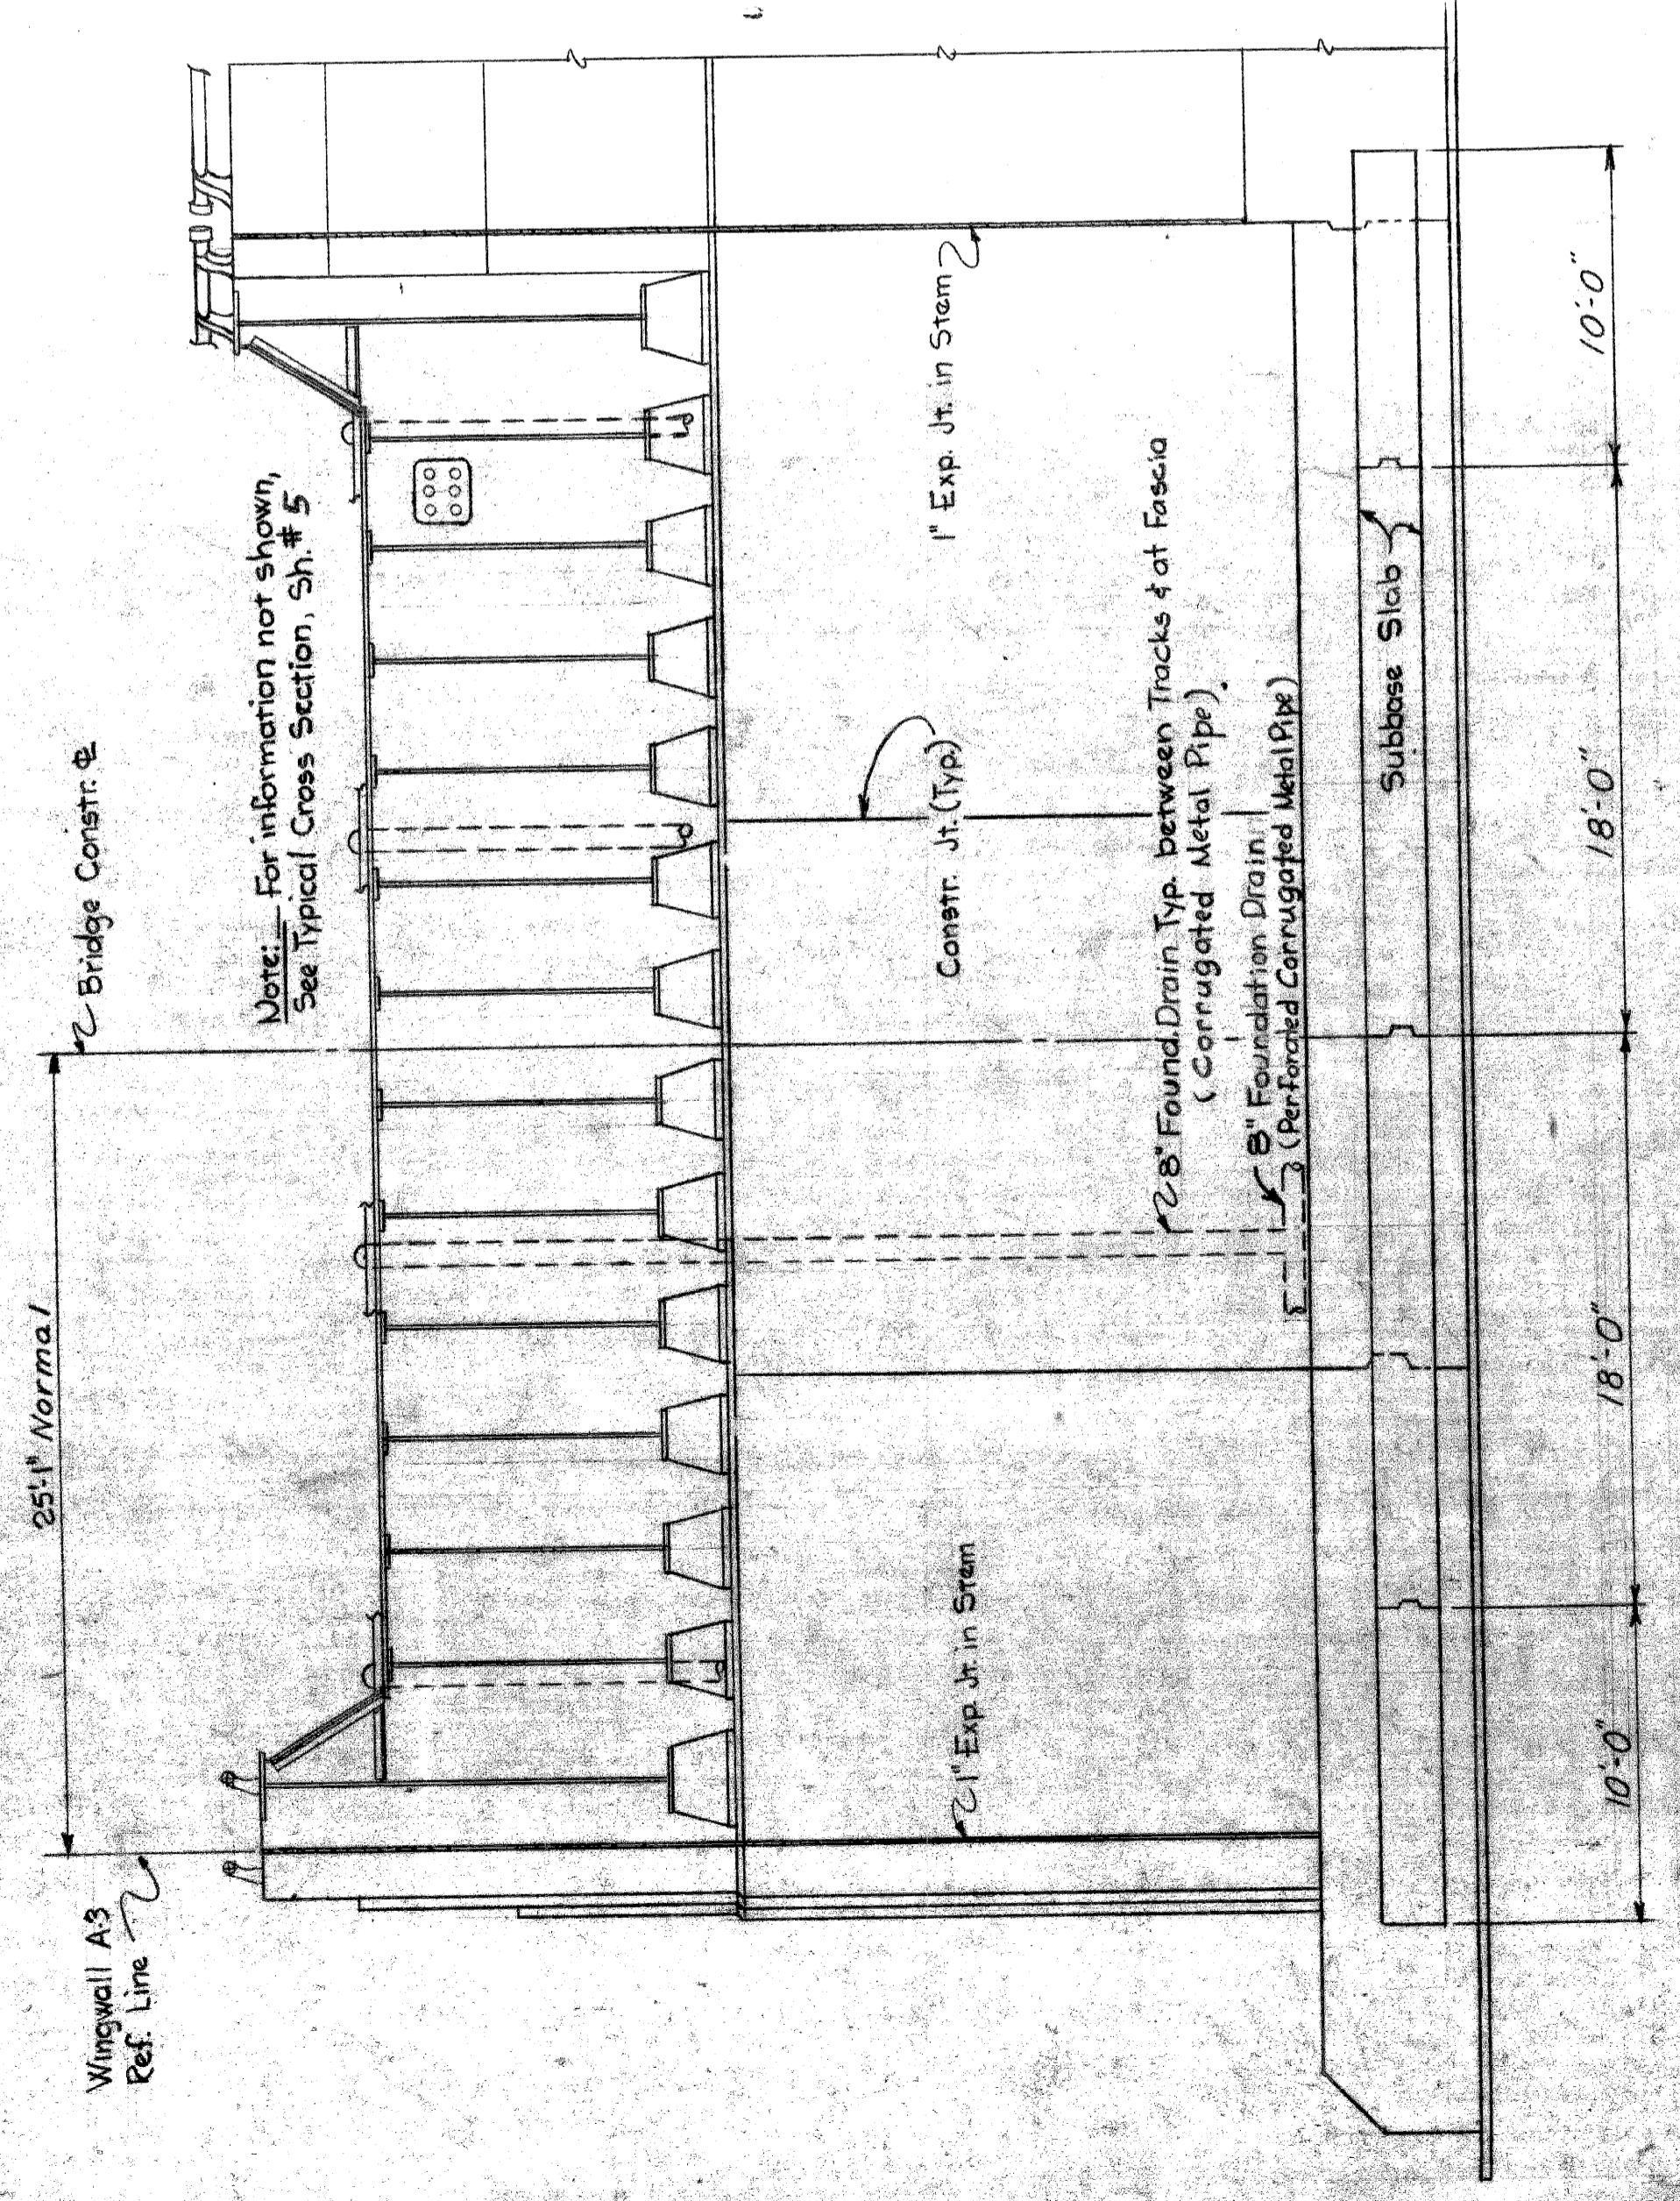 Wingwall A3
Ref. Line
25'-1" Normal
Bridge Constr. ℄
Note: For information not shown,
See Typical Cross Section, Sh. # 5
1" Exp. Jt. in Stem
1" Exp. Jt. in Stem
Constr. Jt. (Typ.)
8" Found. Drain Typ. between Tracks & at Fascia
(Corrugated Metal Pipe).
8" Foundation Drain
(Perforated Corrugated Metal Pipe)
Subbase Slab
10'-0"
18'-0"
18'-0"
10'-0"